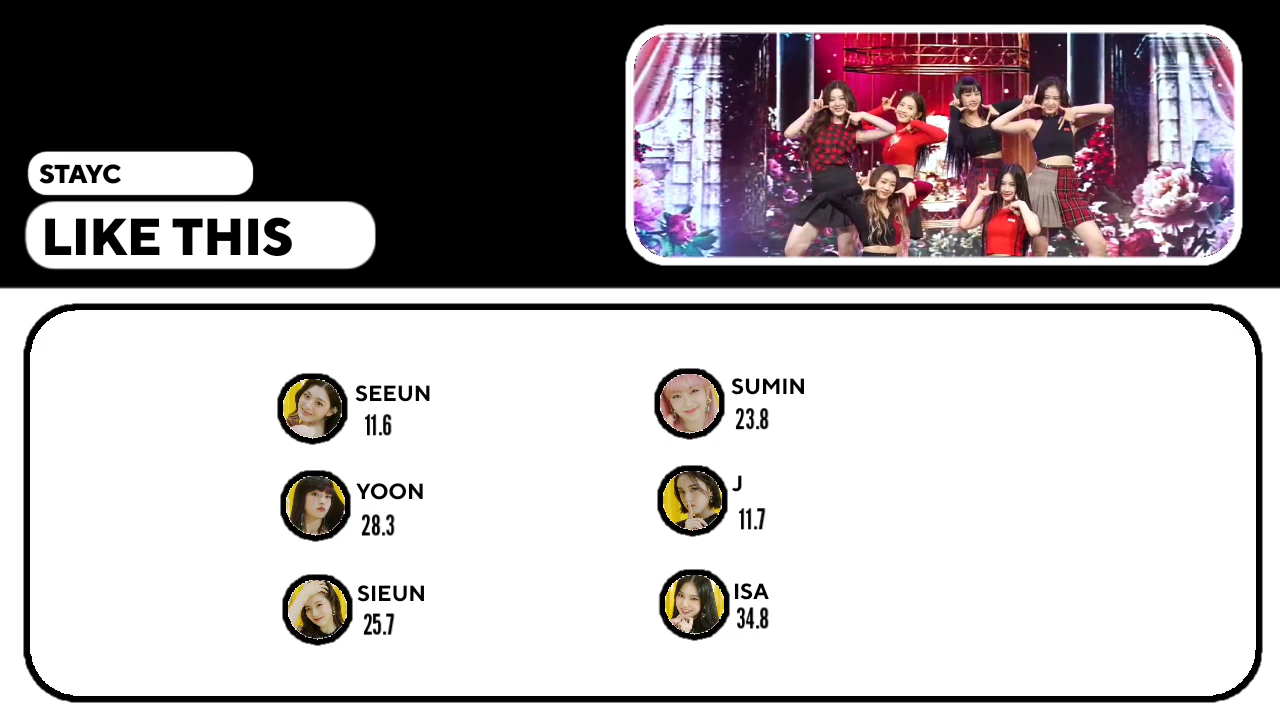 STAYC
LIKE THIS
SEEUN
11.6
YOON
28.3
SIEUN
25.7
SUMIN
23.8
J
11.7
ISA
34.8